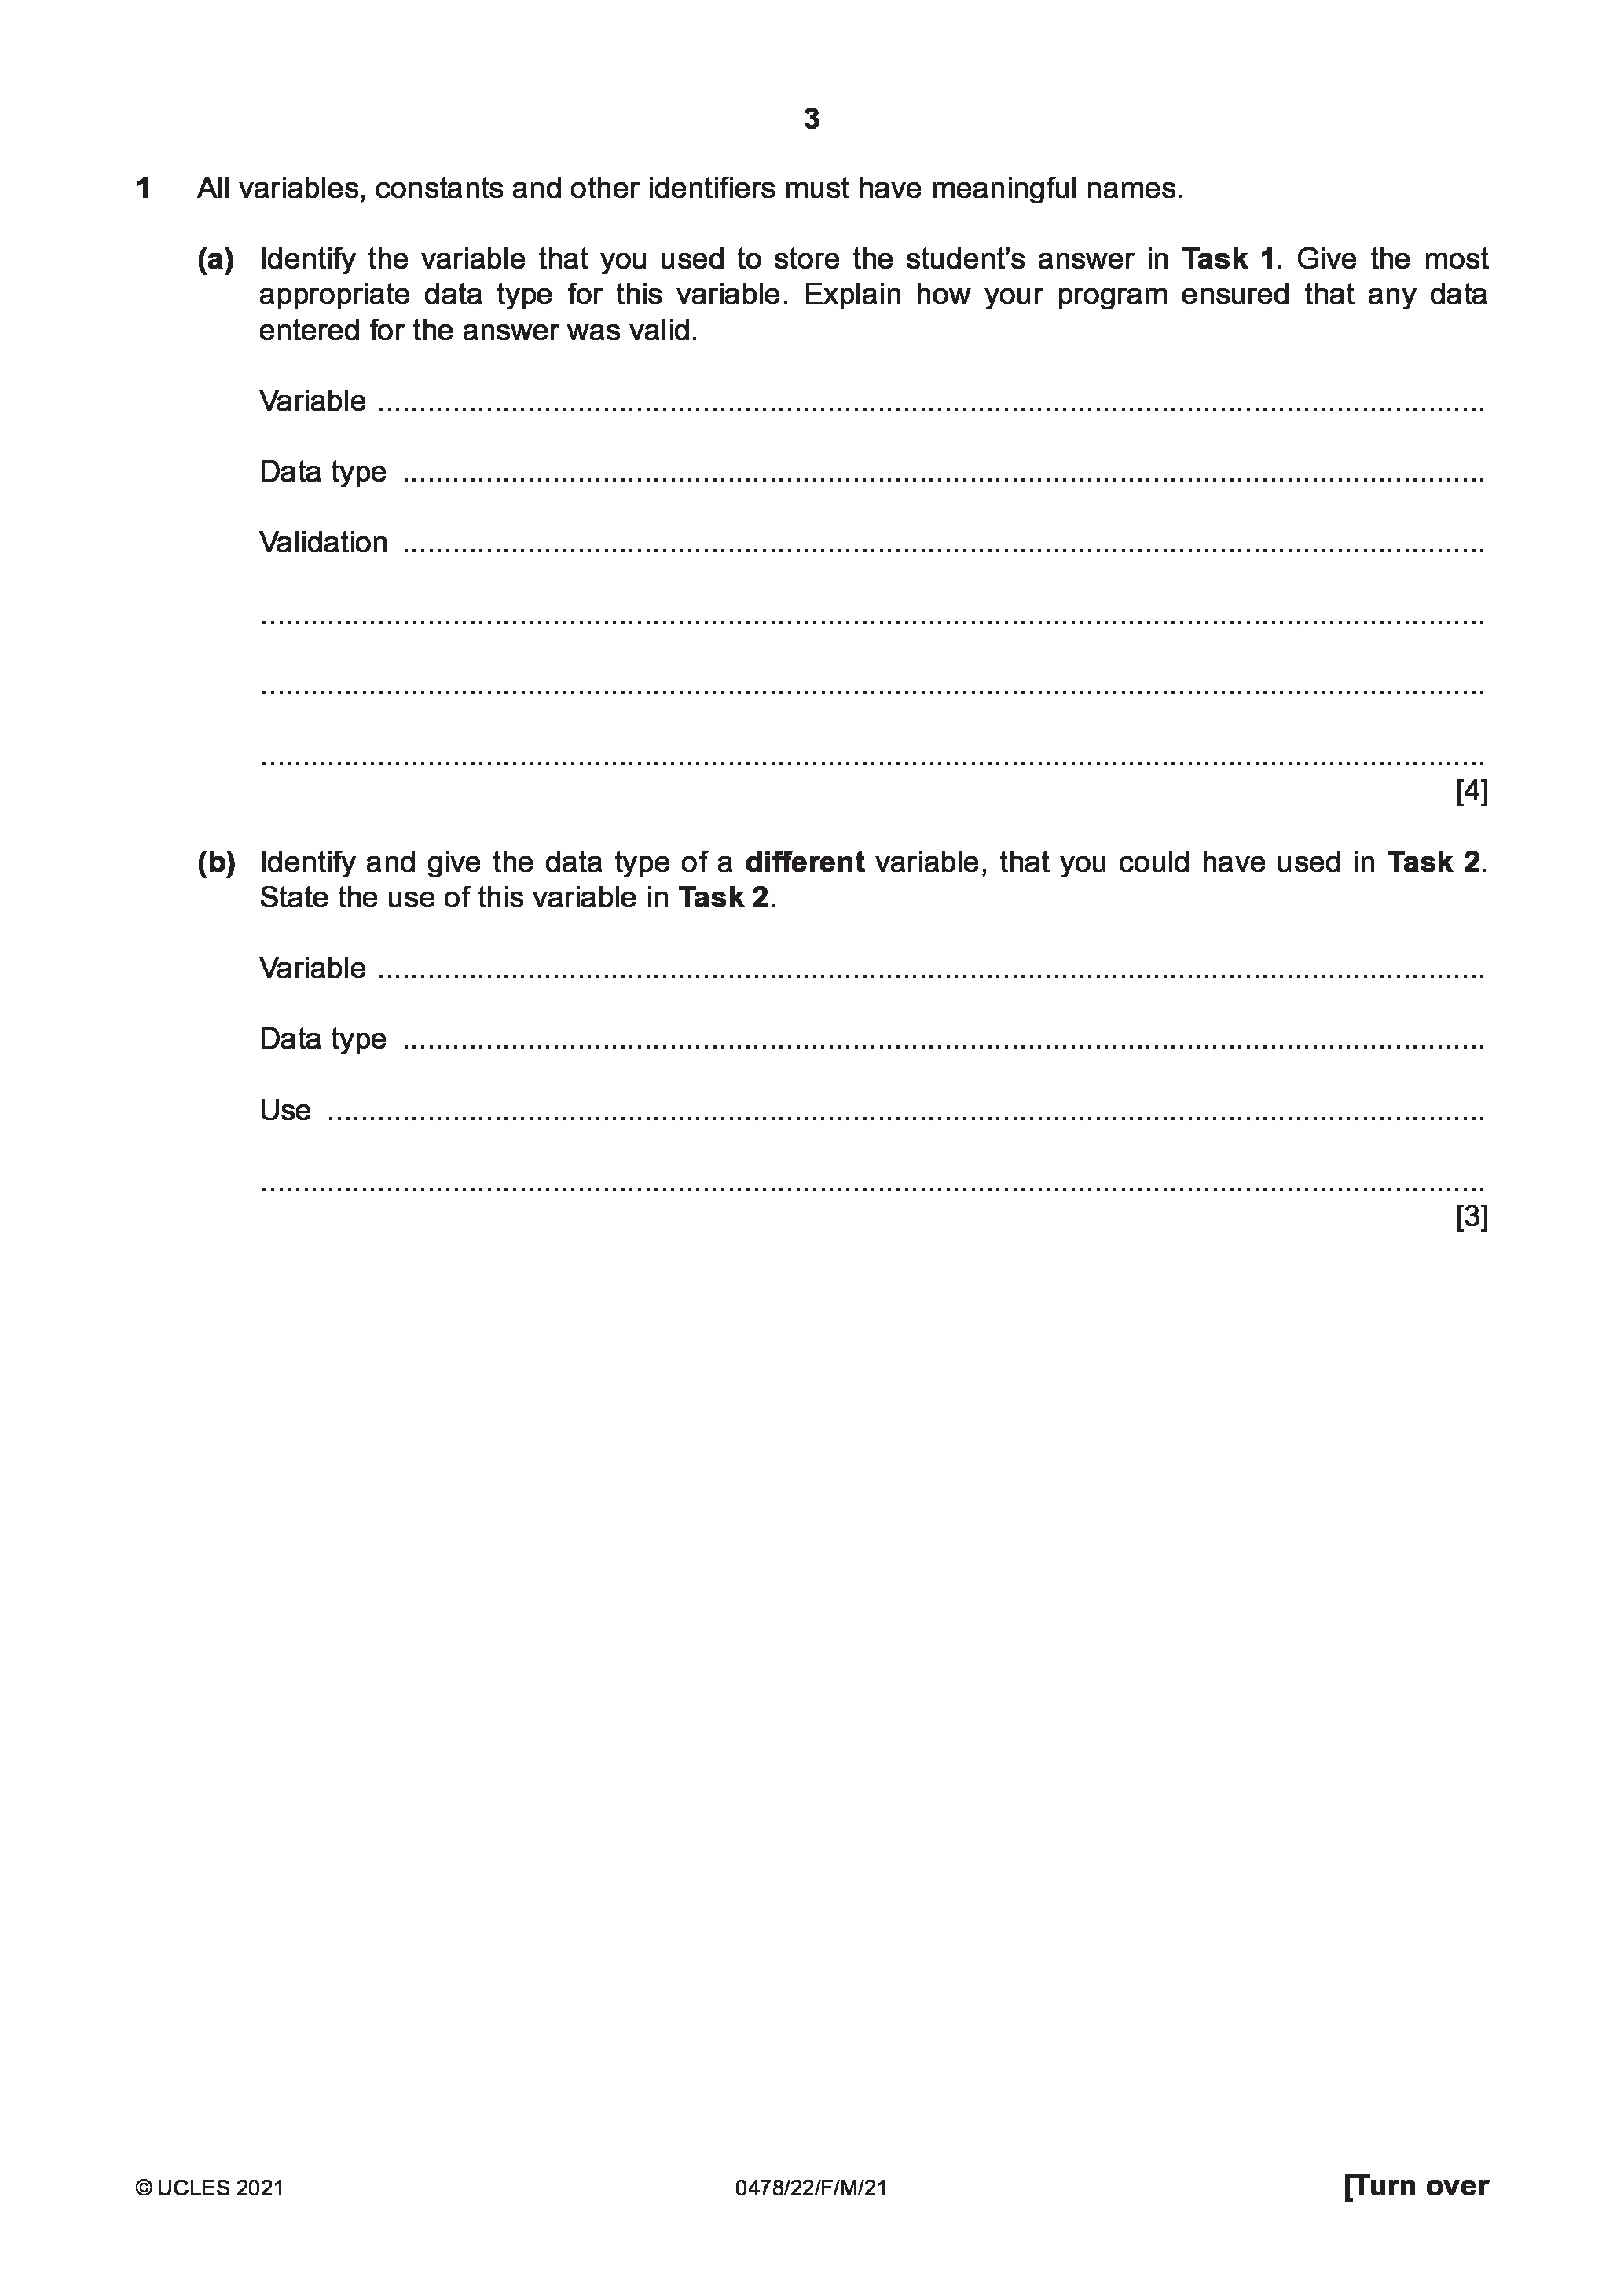 3
1 All variables, constants and other identifiers must have meaningful names.
(a) Identify the variable that you used to store the student’s answer in Task 1. Give the most
appropriate data type for this variable. Explain how your program ensured that any data
entered for the answer was valid.
Variable ....................................................................................................................................
Data type .................................................................................................................................
Validation .................................................................................................................................
..................................................................................................................................................
..................................................................................................................................................
..................................................................................................................................................
[4]
(b) Identify and give the data type of a different variable, that you could have used in Task 2.
State the use of this variable in Task 2.
Variable ....................................................................................................................................
Data type .................................................................................................................................
Use ..........................................................................................................................................
..................................................................................................................................................
[3]
© UCLES 2021 0478/22/F/M/21 [Turn over